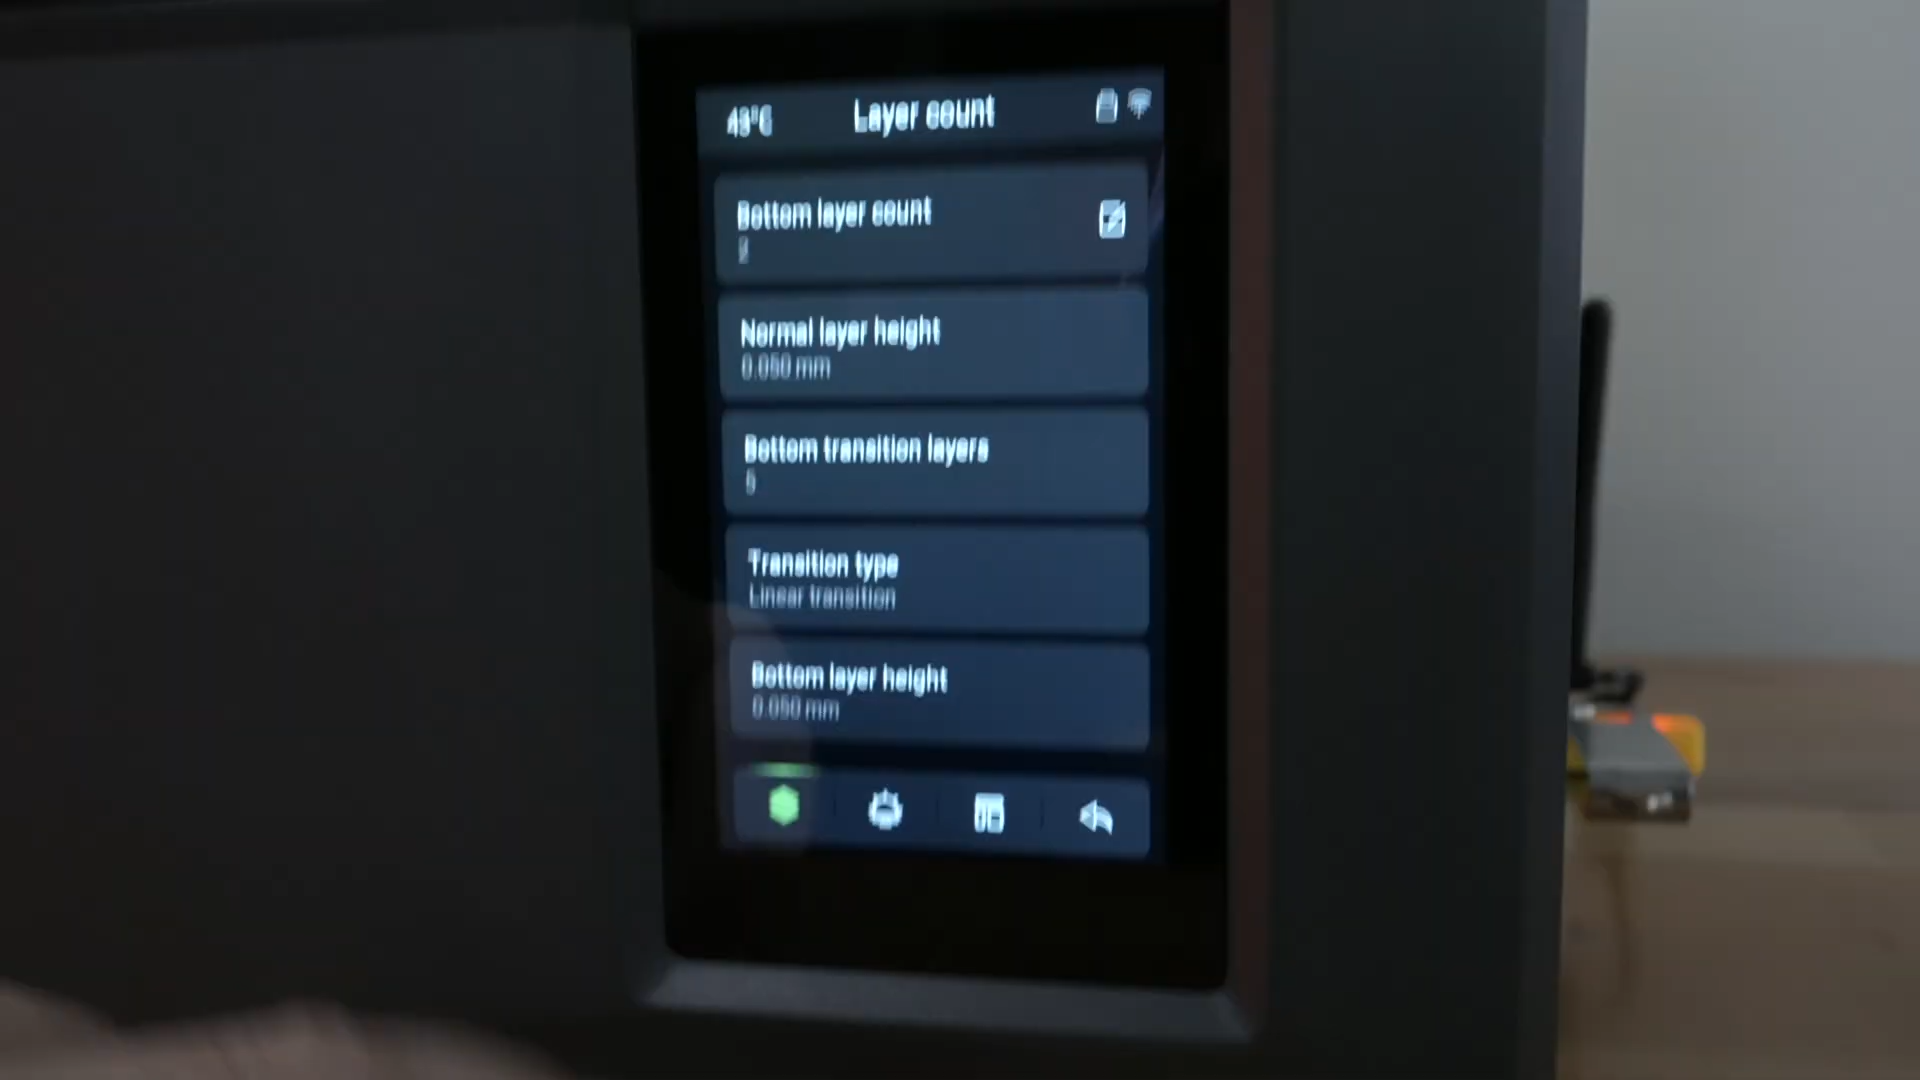 Layer count
Bottom layer count
Normal layer height
0.050 mm
Bottom transition layers
Transition type
Linear transition
Bottom layer height
0.050 mm